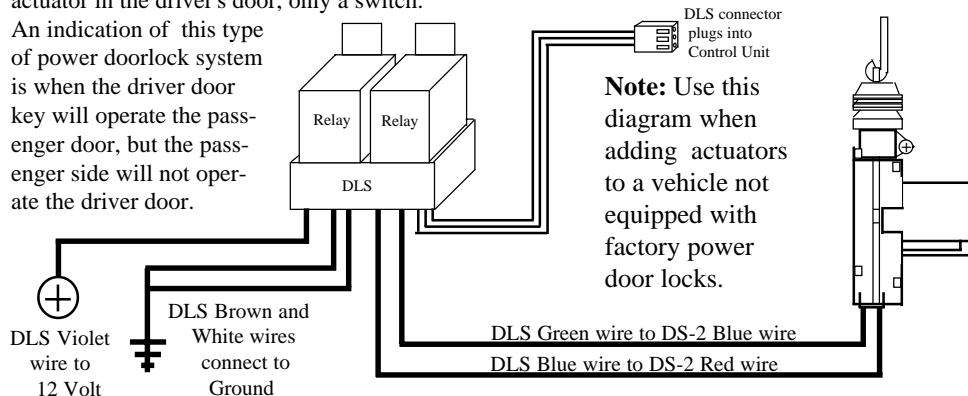 actuator in the driver's door, only a switch.
An indication of this type
of power doorlock system
is when the driver door
key will operate the pass-
enger door, but the pass-
enger side will not oper-
ate the driver door.
Relay
Relay
DLS
DLS connector
plugs into
Control Unit
Note: Use this
diagram when
adding actuators
to a vehicle not
equipped with
factory power
door locks.
DLS Violet
wire to
12 Volt
DLS Brown and
White wires
connect to
Ground
DLS Green wire to DS-2 Blue wire
DLS Blue wire to DS-2 Red wire